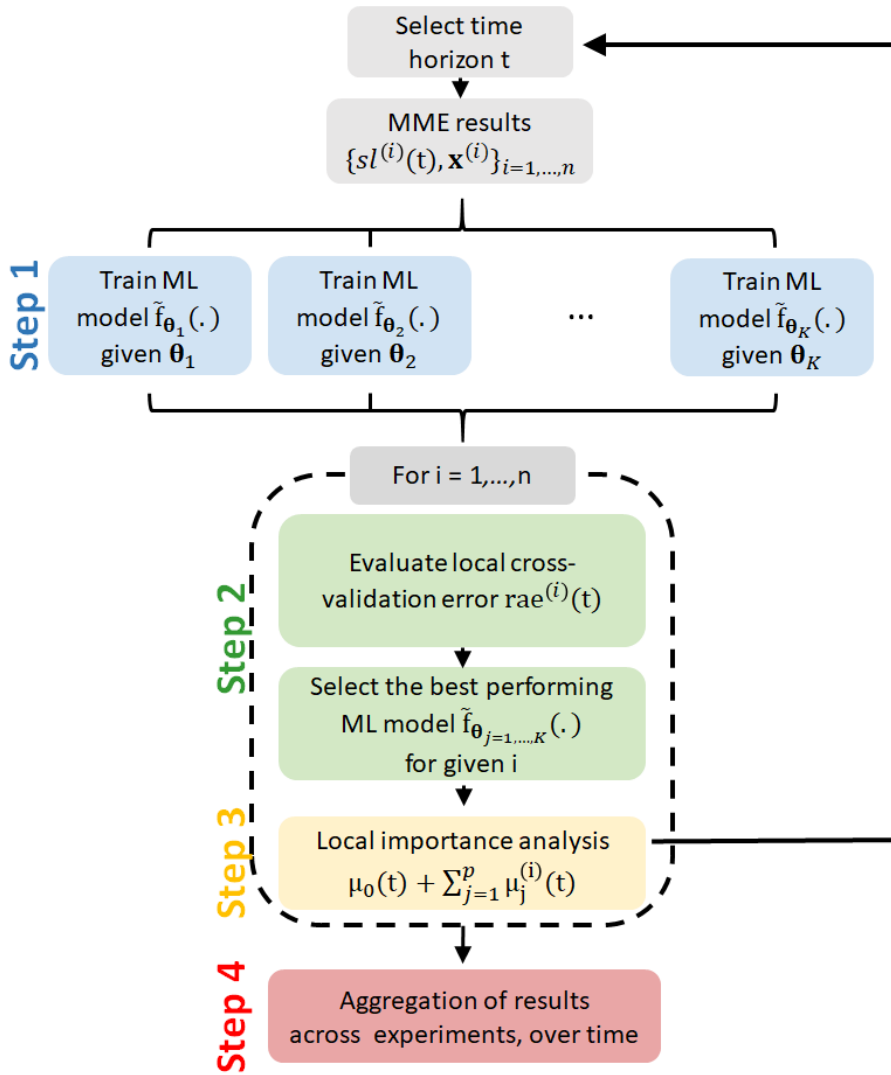 Select time
horizon t
MME results
{sl^(i)(t), x^(i)}_{i=1,...,n}
Step 1
Train ML
model f̃_θ₁(.)
given θ₁
Train ML
model f̃_θ₂(.)
given θ₂
...
Train ML
model f̃_θ_K(.)
given θ_K
For i = 1,...,n
Step 2
Evaluate local cross-
validation error rae^(i)(t)
Select the best performing
ML model f̃_θ_{j=1,...,K}(.)
for given i
Step 3
Local importance analysis
μ₀(t) + ∑_{j=1}^{p} μ_j^(i)(t)
Step 4
Aggregation of results
across experiments, over time